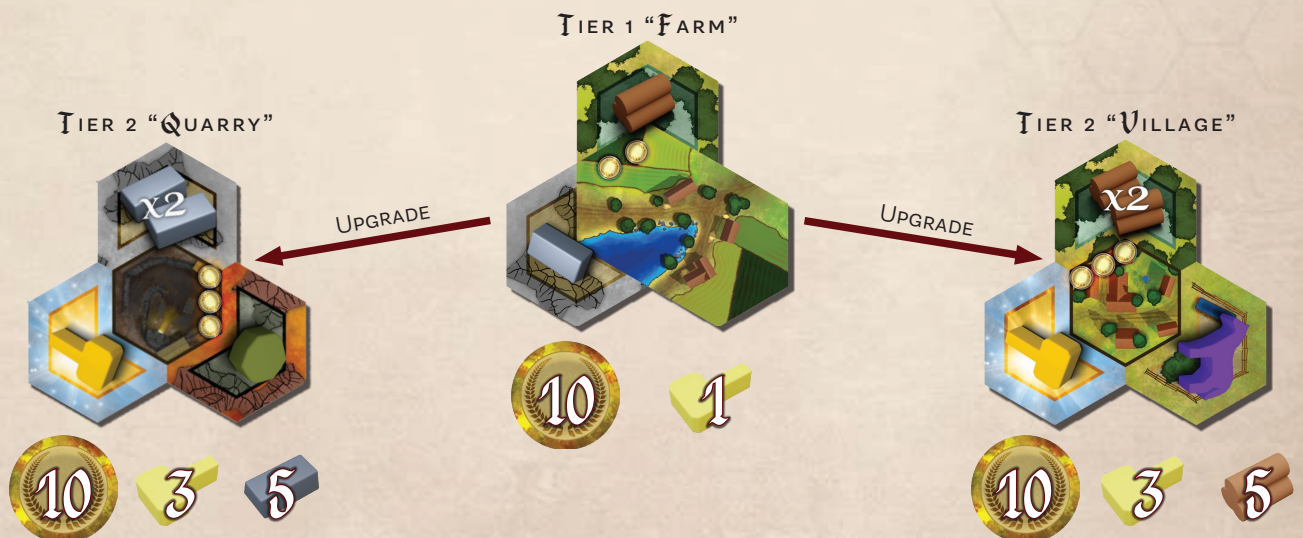 Tier 1 “Farm”
Tier 2 “Quarry”
Tier 2 “Village”
Upgrade
Upgrade
x2
x2
10
1
10
3
5
10
3
5